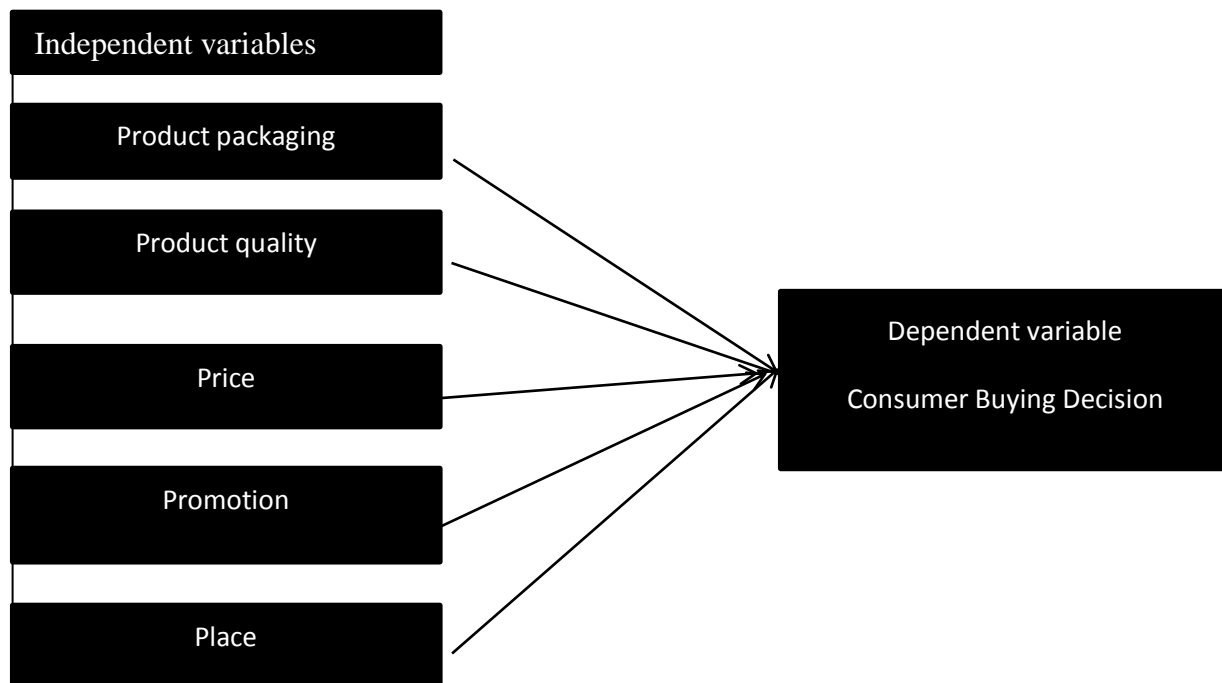 Independent variables
Product packaging
Product quality
Price
Promotion
Place
Dependent variable
Consumer Buying Decision